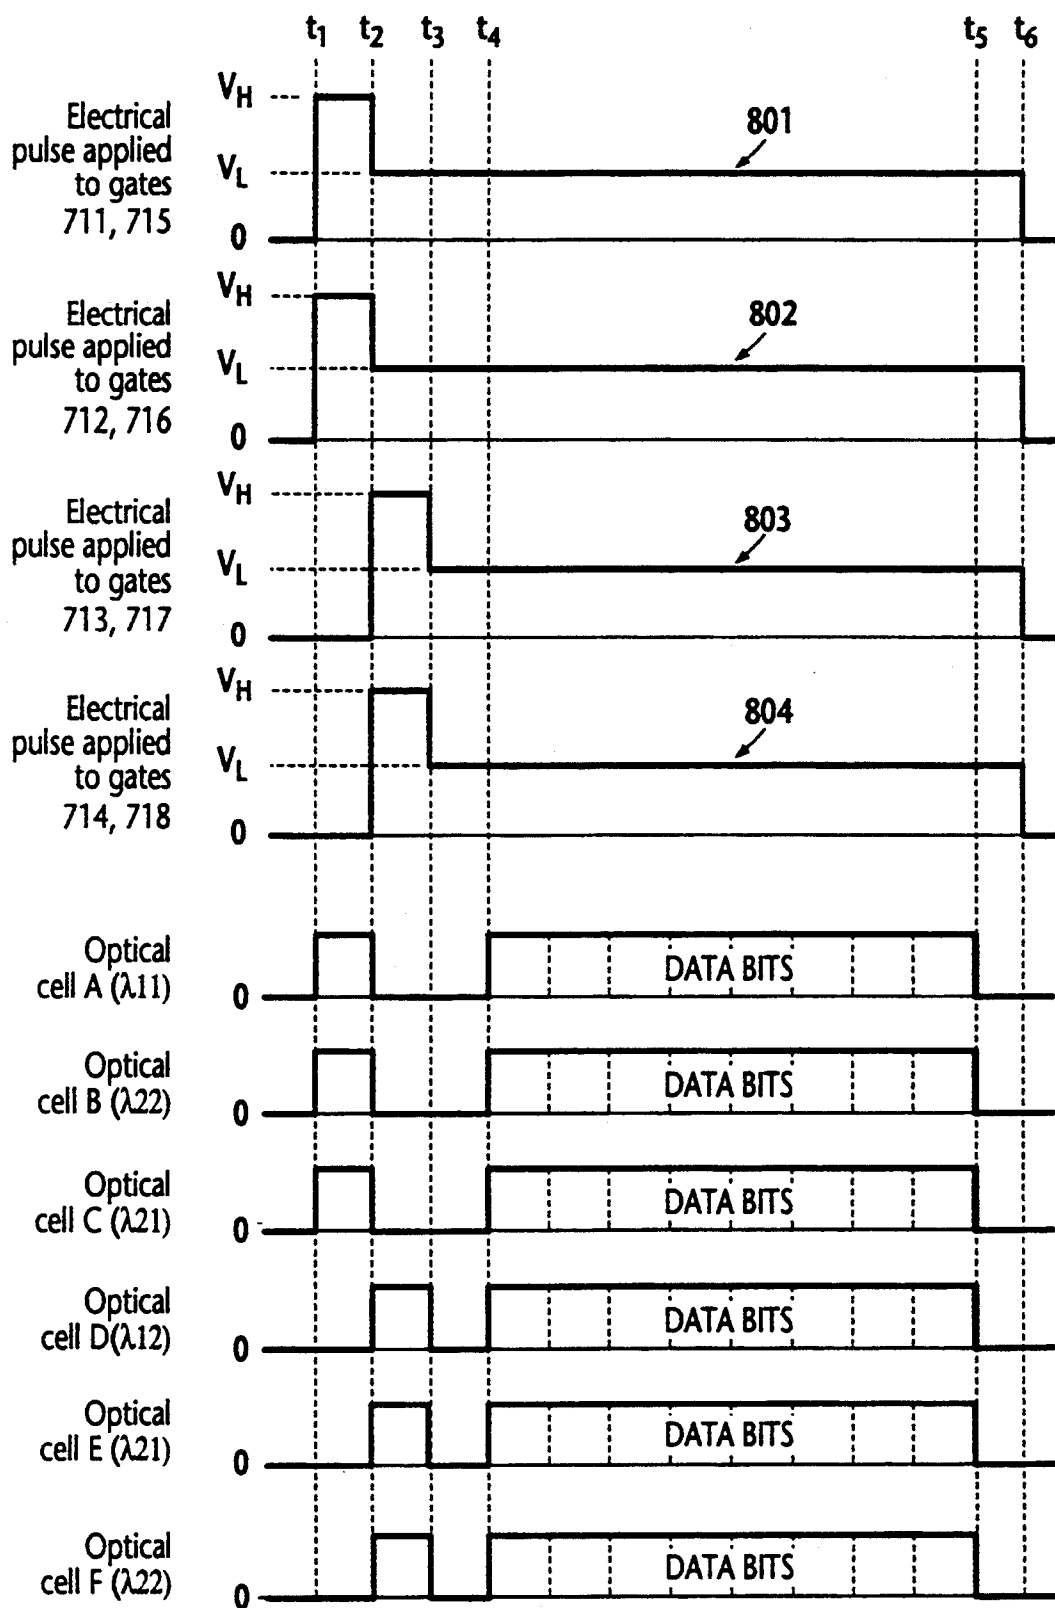 t1 t2 t3 t4 t5 t6
Electrical
pulse applied
to gates
711, 715
VH
VL
0
801
Electrical
pulse applied
to gates
712, 716
VH
VL
0
802
Electrical
pulse applied
to gates
713, 717
VH
VL
0
803
Electrical
pulse applied
to gates
714, 718
VH
VL
0
804
Optical
cell A (λ11)
0
DATA BITS
Optical
cell B (λ22)
0
DATA BITS
Optical
cell C (λ21)
0
DATA BITS
Optical
cell D(λ12)
0
DATA BITS
Optical
cell E (λ21)
0
DATA BITS
Optical
cell F (λ22)
0
DATA BITS